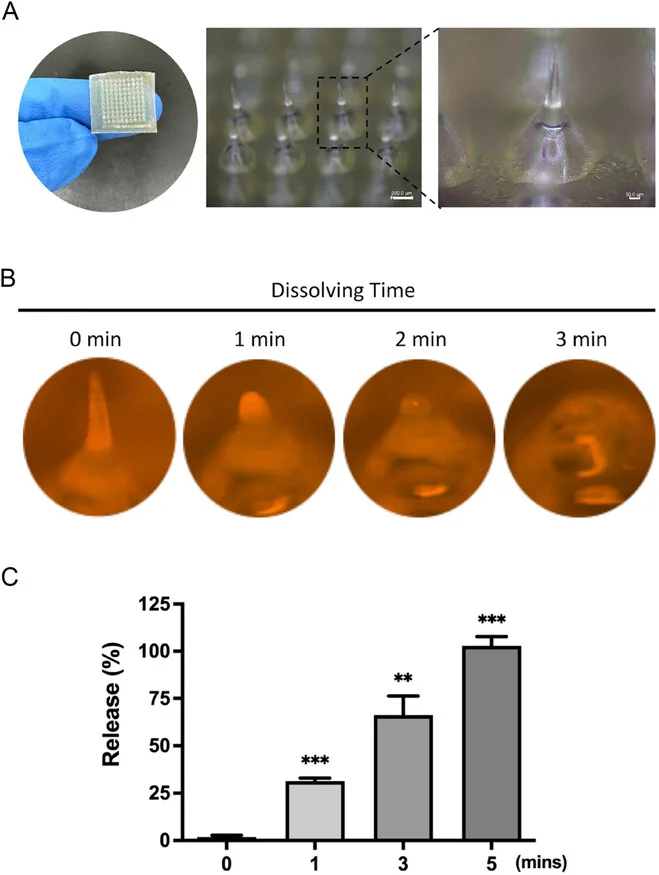 A
200.0 µm
50.0 µm
B
Dissolving Time
0 min
1 min
2 min
3 min
C
Release (%)
125
100
75
50
25
0
***
**
***
0
1
3
5
(mins)